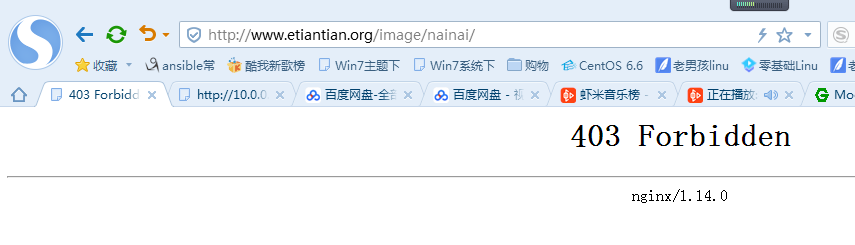 http://www.etiantian.org/image/nainai/
收藏 ansible常 酷我新歌榜 Win7主题下 Win7系统下 购物 CentOS 6.6 老男孩linu 零基础Linu
403 Forbidd http://10.0.0 百度网盘-全部 百度网盘 - 视 虾米音乐榜 - 正在播放: Mo
403 Forbidden
nginx/1.14.0